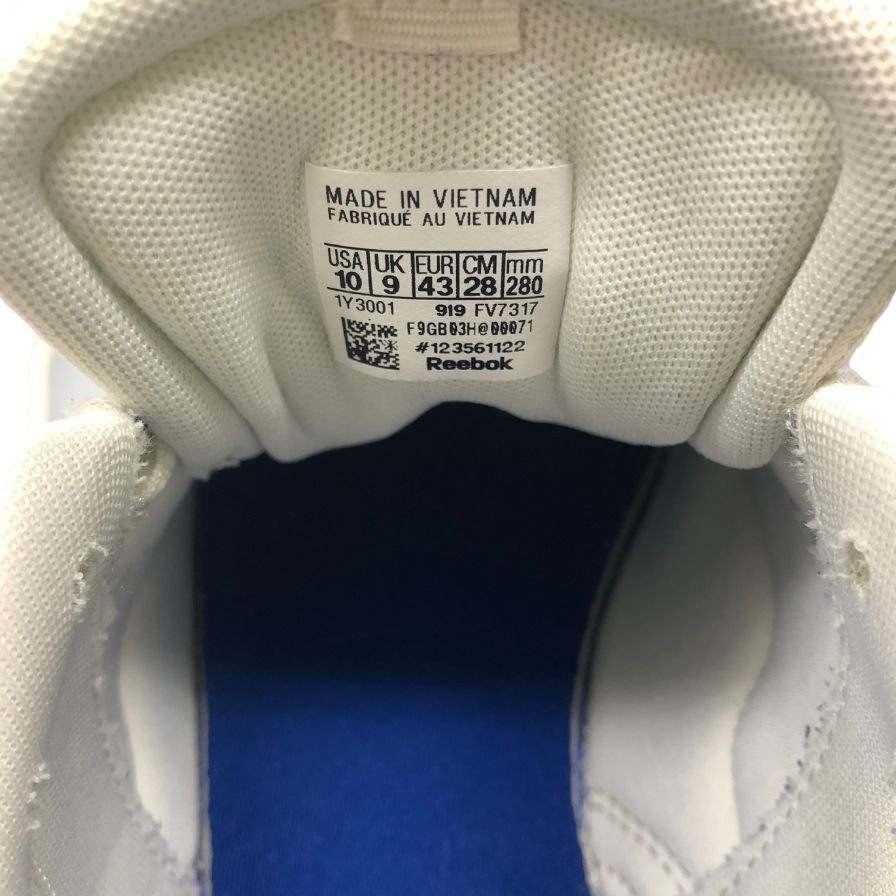 MADE IN VIETNAM
FABRIQUÉ AU VIETNAM
USA UK EUR CM mm
10 9 43 28 280
1Y3001 919 FV7317
F9GB03H@00071
#123561122
Reebok